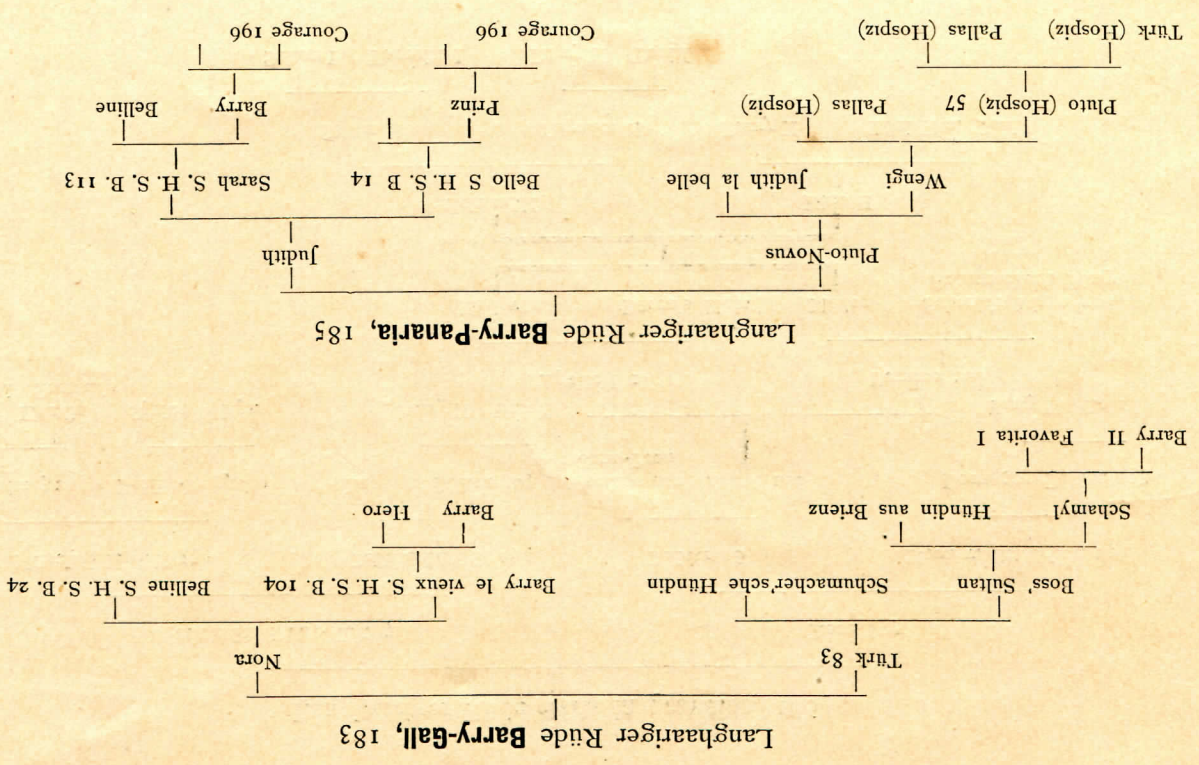 Langhaariger Rüde Barry-Gall, 183
Türk 83 Nora
Boss' Sultan Schumacher'sche Hündin Barry le vieux S. H. S. B. 104 Belline S. H. S. B. 24
Schamyl Hündin aus Brienz Barry Hero
Barry II Favorita I
Langhaariger Rüde Barry-Panaria, 185
Pluto-Novus Judith
Wengi Judith la belle Bello S H. S. B 14 Sarah S. H. S. B. 113
Pluto (Hospiz) 57 Pallas (Hospiz) Prinz Barry Belline
Türk (Hospiz) Pallas (Hospiz) Courage 196 Courage 196